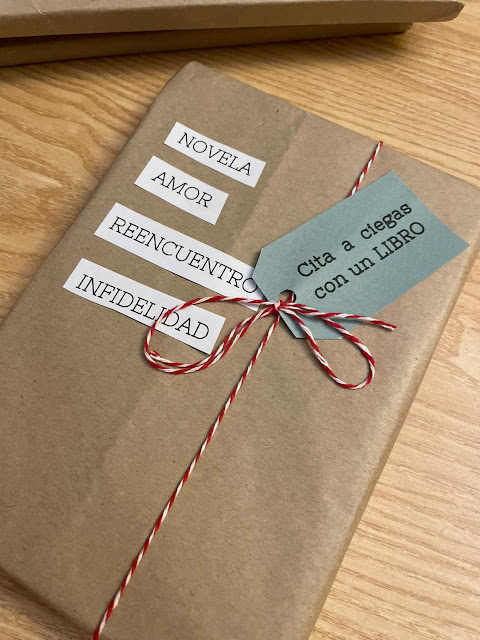 NOVELA
AMOR
REENCUENTRO
INFIDELIDAD
Cita a ciegas
con un LIBRO